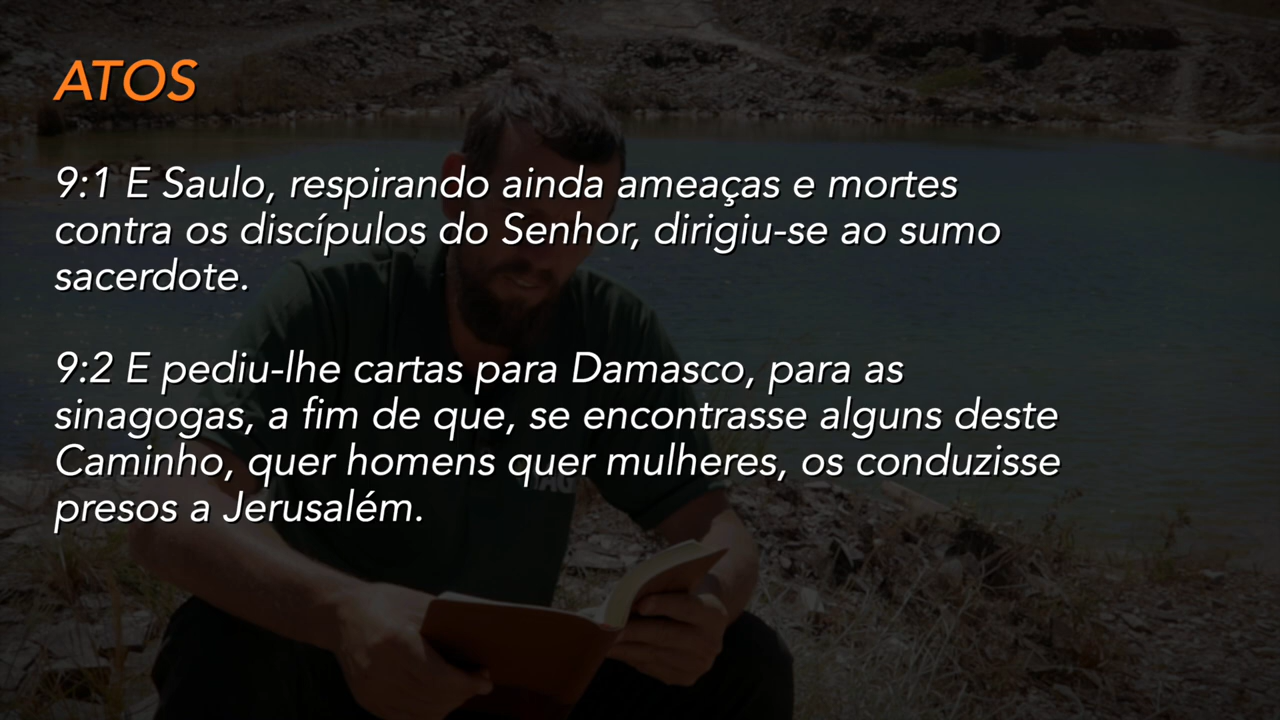 ATOS
9:1 E Saulo, respirando ainda ameaças e mortes
contra os discípulos do Senhor, dirigiu-se ao sumo
sacerdote.
9:2 E pediu-lhe cartas para Damasco, para as
sinagogas, a fim de que, se encontrasse alguns deste
Caminho, quer homens quer mulheres, os conduzisse
presos a Jerusalém.